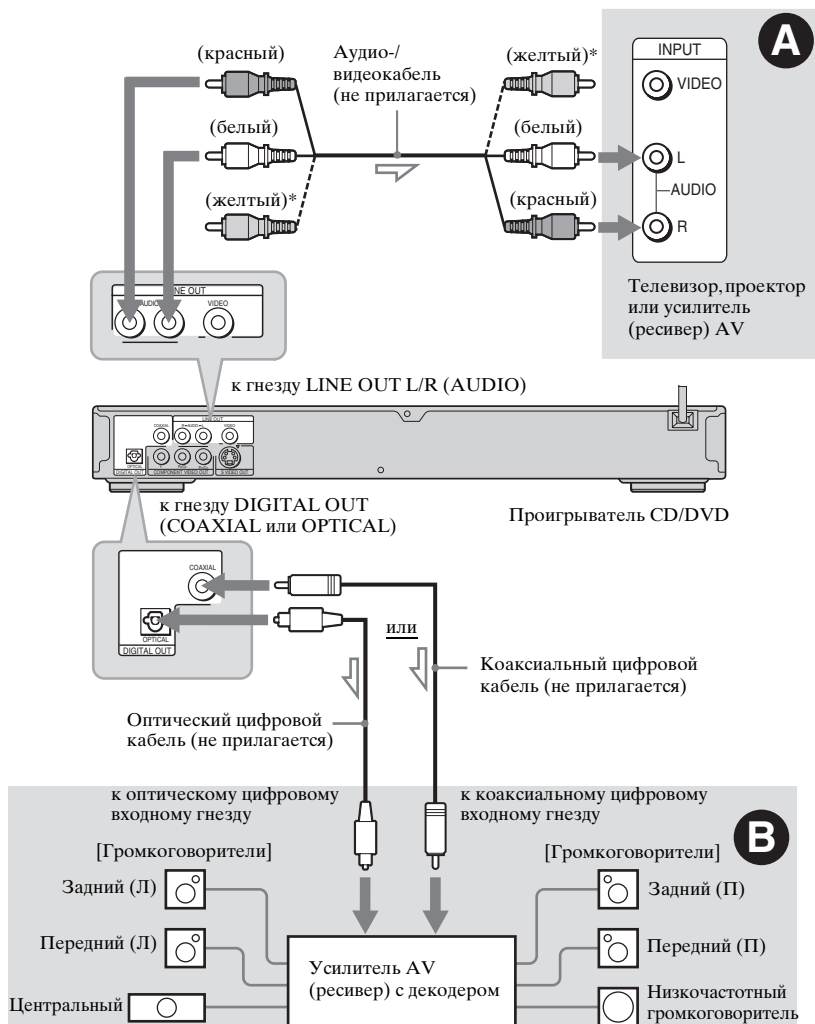 (красный)
Аудио-/
видеокабель
(не прилагается)
(желтый)*
INPUT
A
VIDEO
(белый)
(белый)
L
AUDIO
(желтый)*
(красный)
R
Телевизор, проектор
или усилитель
(ресивер) AV
LINE OUT
AUDIO
VIDEO
к гнезду LINE OUT L/R (AUDIO)
LINE OUT
COAXIAL
R–AUDIO–L
VIDEO
OPTICAL
DIGITAL OUT
COMPONENT VIDEO OUT
S VIDEO OUT
к гнезду DIGITAL OUT
(COAXIAL или OPTICAL)
Проигрыватель CD/DVD
COAXIAL
OPTICAL
DIGITAL OUT
или
Коаксиальный цифровой
кабель (не прилагается)
Оптический цифровой
кабель (не прилагается)
к оптическому цифровому
входному гнезду
к коаксиальному цифровому
входному гнезду
B
[Громкоговорители]
[Громкоговорители]
Задний (Л)
Задний (П)
Передний (Л)
Передний (П)
Усилитель AV
(ресивер) с декодером
Центральный
Низкочастотный
громкоговоритель